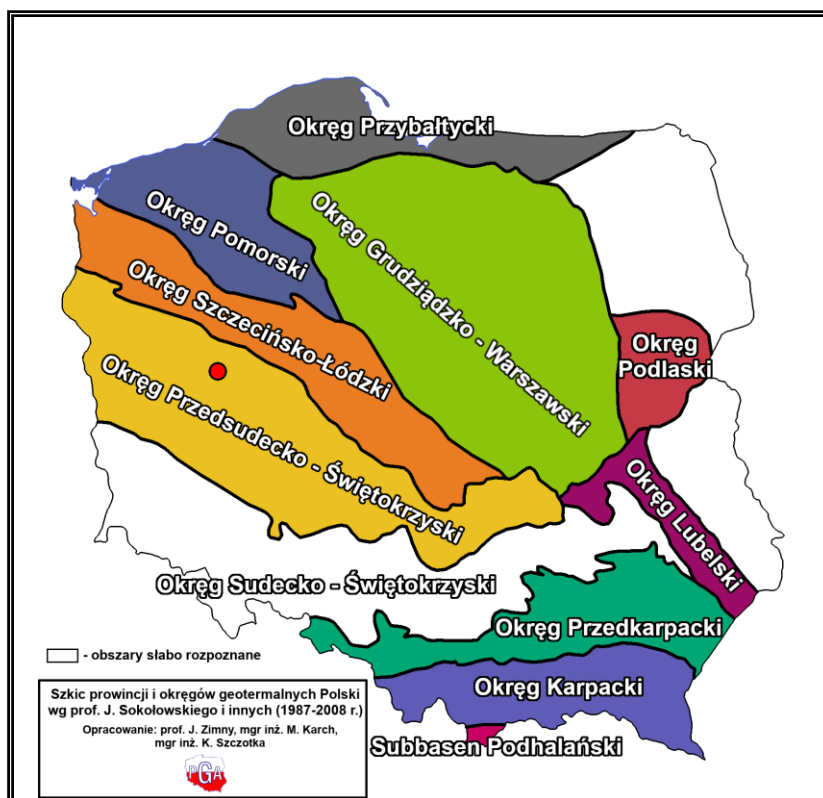 Okręg Przybałtycki
Okręg Pomorski
Okręg Grudziądzko - Warszawski
Okręg Szczecińsko-Łódzki
Okręg
Podlaski
Okręg Przedsudecko - Świętokrzyski
Okręg Lubelski
Okręg Sudecko - Świętokrzyski
Okręg Przedkarpacki
- obszary słabo rozpoznane
Okręg Karpacki
Subbasen Podhalański
Szkic prowincji i okręgów geotermalnych Polski
wg prof. J. Sokołowskiego i innych (1987-2008 r.)
Opracowanie: prof. J. Zimny, mgr inż. M. Karch,
mgr inż. K. Szczotka
PGA